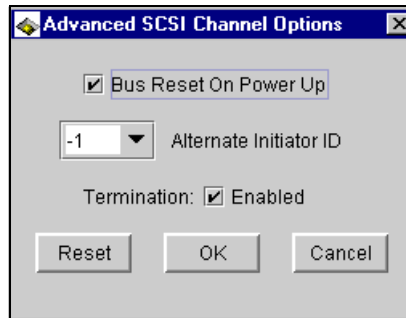 Advanced SCSI Channel Options
Bus Reset On Power Up
-1 Alternate Initiator ID
Termination: Enabled
Reset OK Cancel